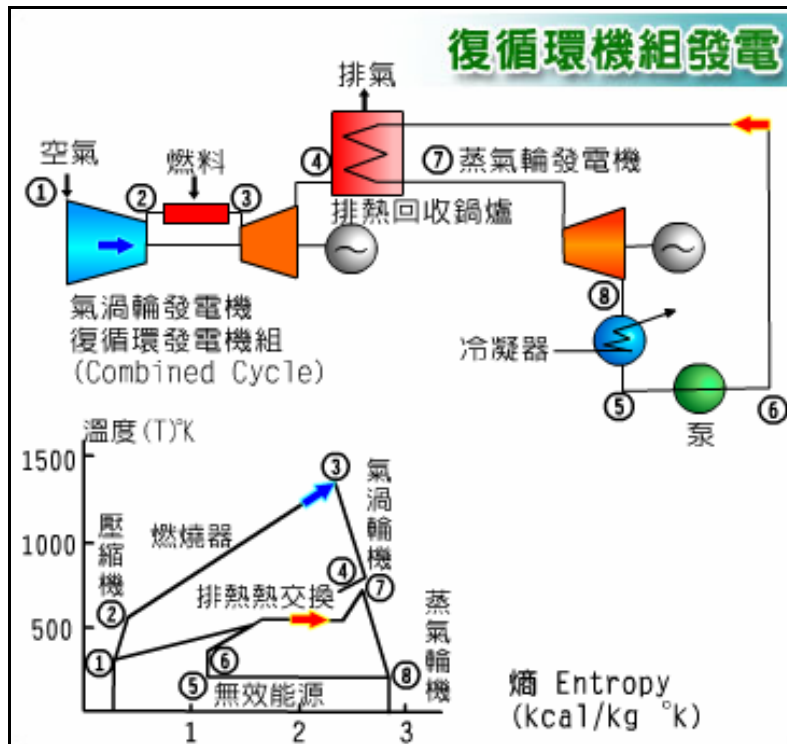 復循環機組發電
排氣
空氣
燃料
① ② ③ ④ ⑦ 蒸氣輪發電機
排熱回收鍋爐
氣渦輪發電機
復循環發電機組
(Combined Cycle)
⑧
冷凝器
⑤ ⑥
泵
溫度(T)°K
1500
1000
500
壓縮機
燃燒器
③
氣渦輪機
②
④
排熱熱交換
⑦
蒸氣輪機
①
⑥
⑤
無效能源
⑧
1 2 3
熵 Entropy
(kcal/kg °k)